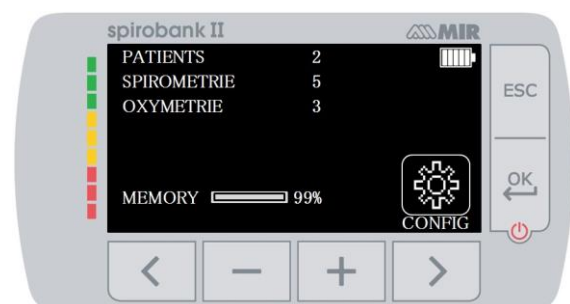 spirobank II MIR
PATIENTS 2
SPIROMETRIE 5
OXYMETRIE 3
MEMORY 99%
CONFIG
ESC
OK